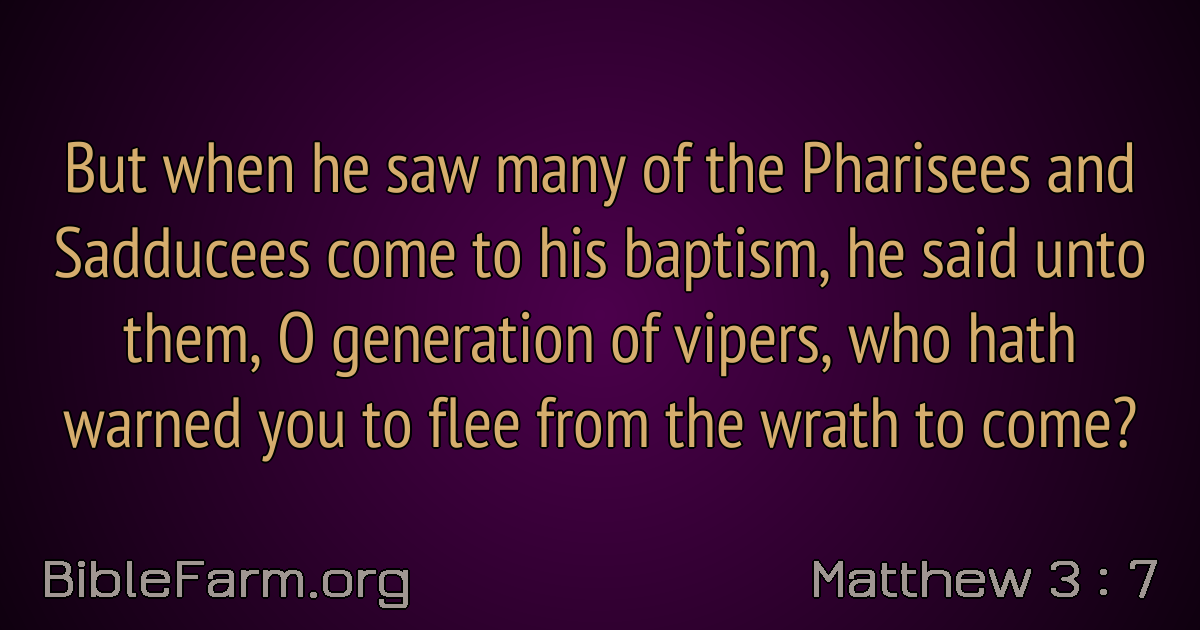 But when he saw many of the Pharisees and
Sadducees come to his baptism, he said unto
them, O generation of vipers, who hath
warned you to flee from the wrath to come?
BibleFarm.org
Matthew 3 : 7